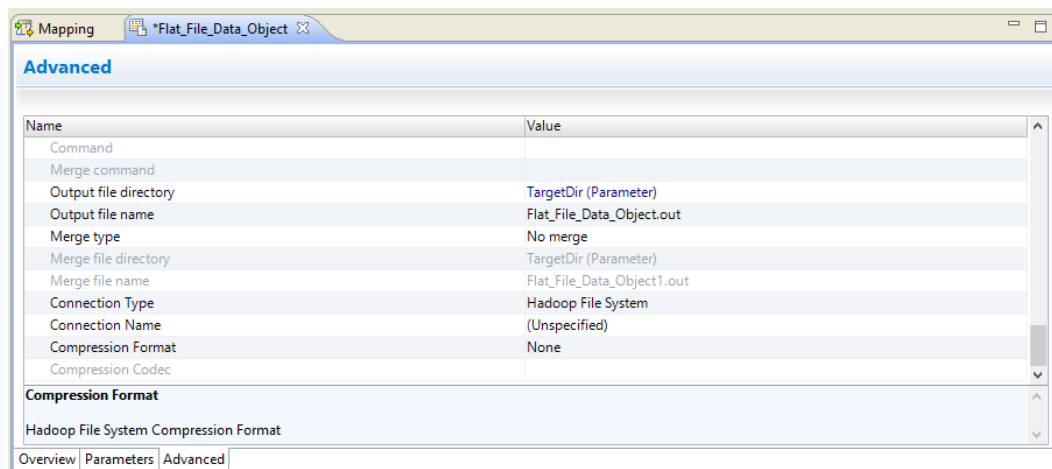 Mapping *Flat_File_Data_Object
Advanced
Name Value
Command
Merge command
Output file directory TargetDir (Parameter)
Output file name Flat_File_Data_Object.out
Merge type No merge
Merge file directory TargetDir (Parameter)
Merge file name Flat_File_Data_Object1.out
Connection Type Hadoop File System
Connection Name (Unspecified)
Compression Format None
Compression Codec
Compression Format
Hadoop File System Compression Format
Overview Parameters Advanced